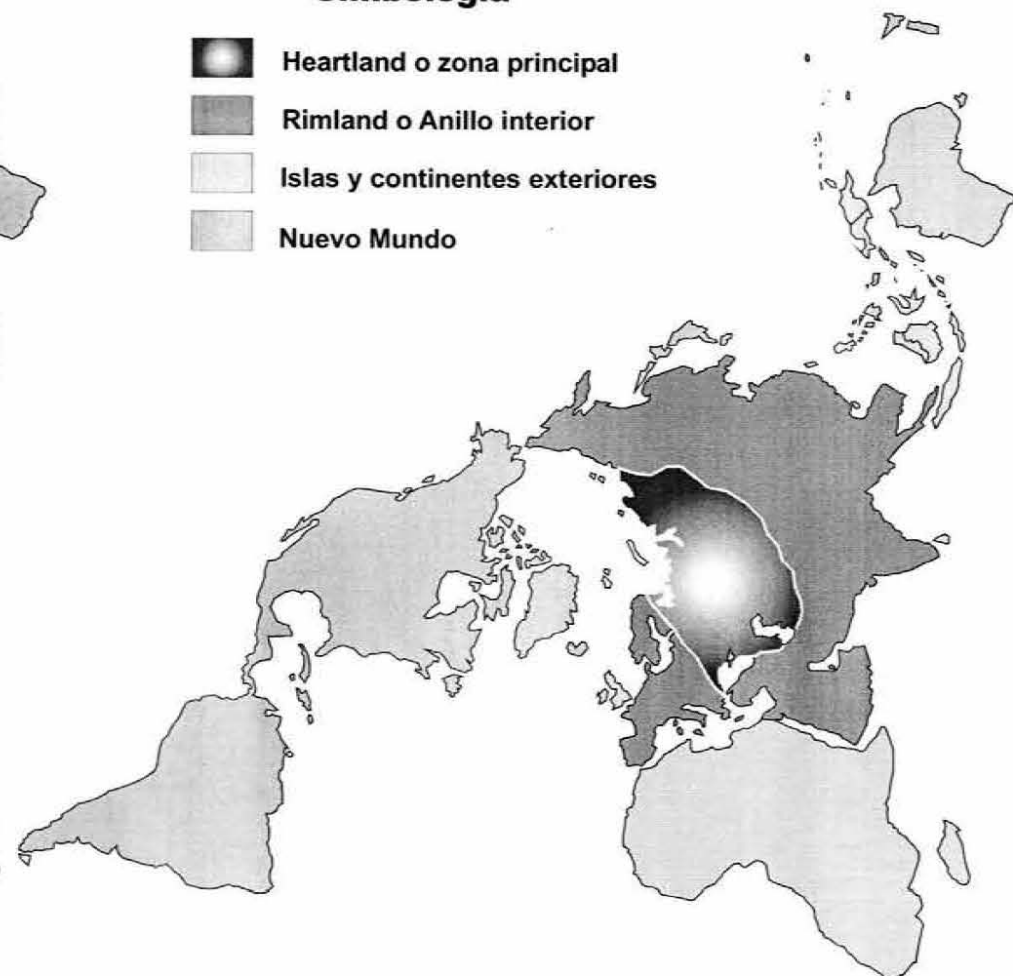 Heartland o zona principal
Rimland o Anillo interior
Islas y continentes exteriores
Nuevo Mundo